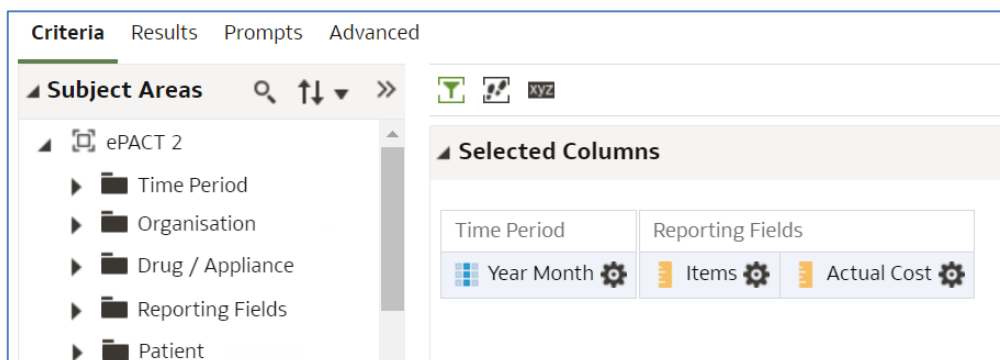 Criteria Results Prompts Advanced
Subject Areas
ePACT 2
Time Period
Organisation
Drug / Appliance
Reporting Fields
Patient
xyz
Selected Columns
Time Period Reporting Fields
Year Month Items Actual Cost